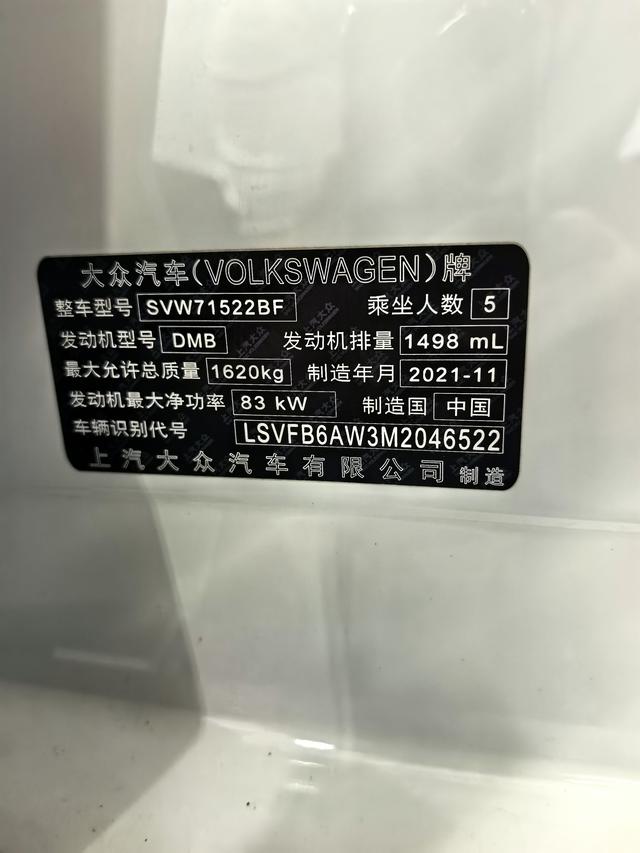 大众汽车(VOLKSWAGEN)牌
整车型号 SVW71522BF 乘坐人数 5
发动机型号 DMB 发动机排量 1498 mL
最大允许总质量 1620kg 制造年月 2021-11
发动机最大净功率 83 kW 制造国 中国
车辆识别代号 LSVFB6AW3M2046522
上汽大众汽车有限公司 制造